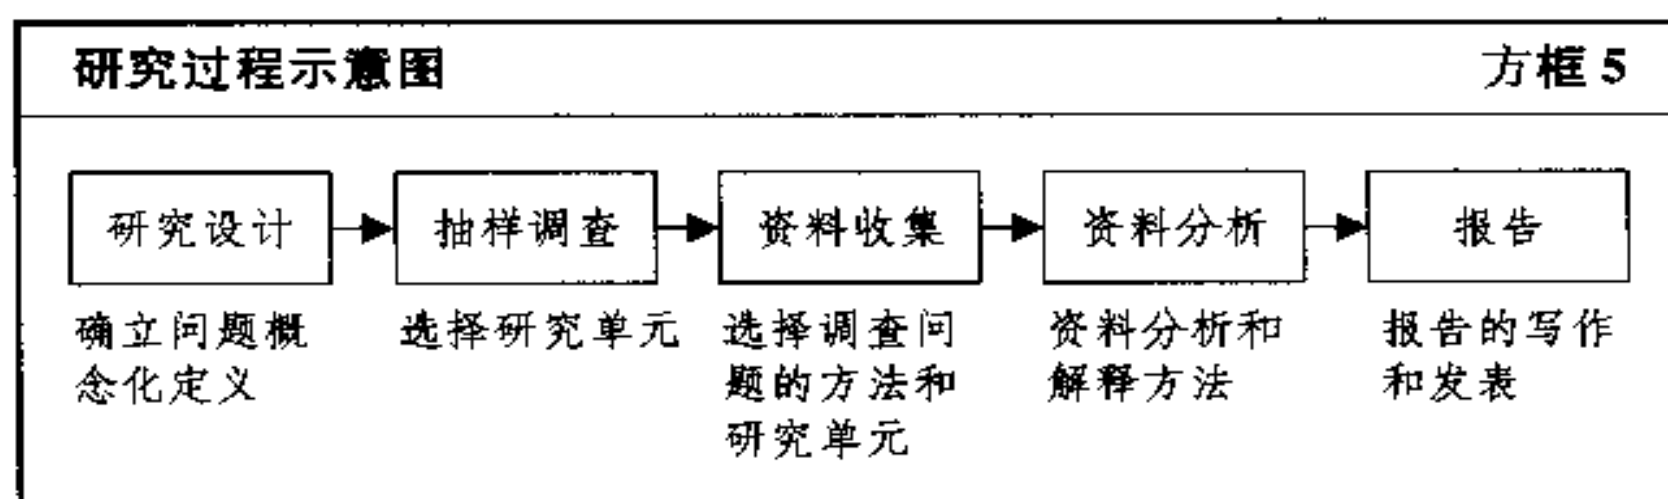 研究过程示意图 方框 5
研究设计 抽样调查 资料收集 资料分析 报告
确立问题概
念化定义
选择研究单元
选择调查问
题的方法和
研究单元
资料分析和
解释方法
报告的写作
和发表